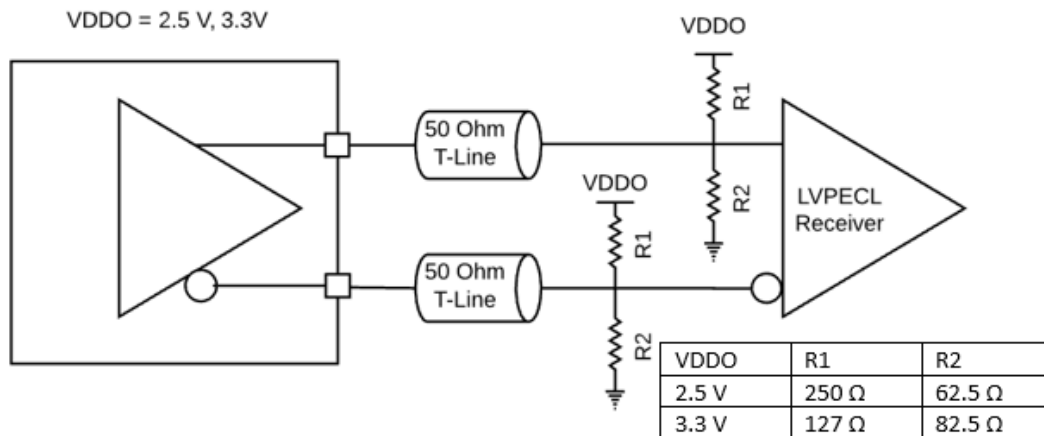 VDDO = 2.5 V, 3.3V
VDDO
R1
50 Ohm
T-Line
R2
VDDO
LVPECL
Receiver
R1
50 Ohm
T-Line
R2
VDDO R1 R2
2.5 V 250 Ω 62.5 Ω
3.3 V 127 Ω 82.5 Ω